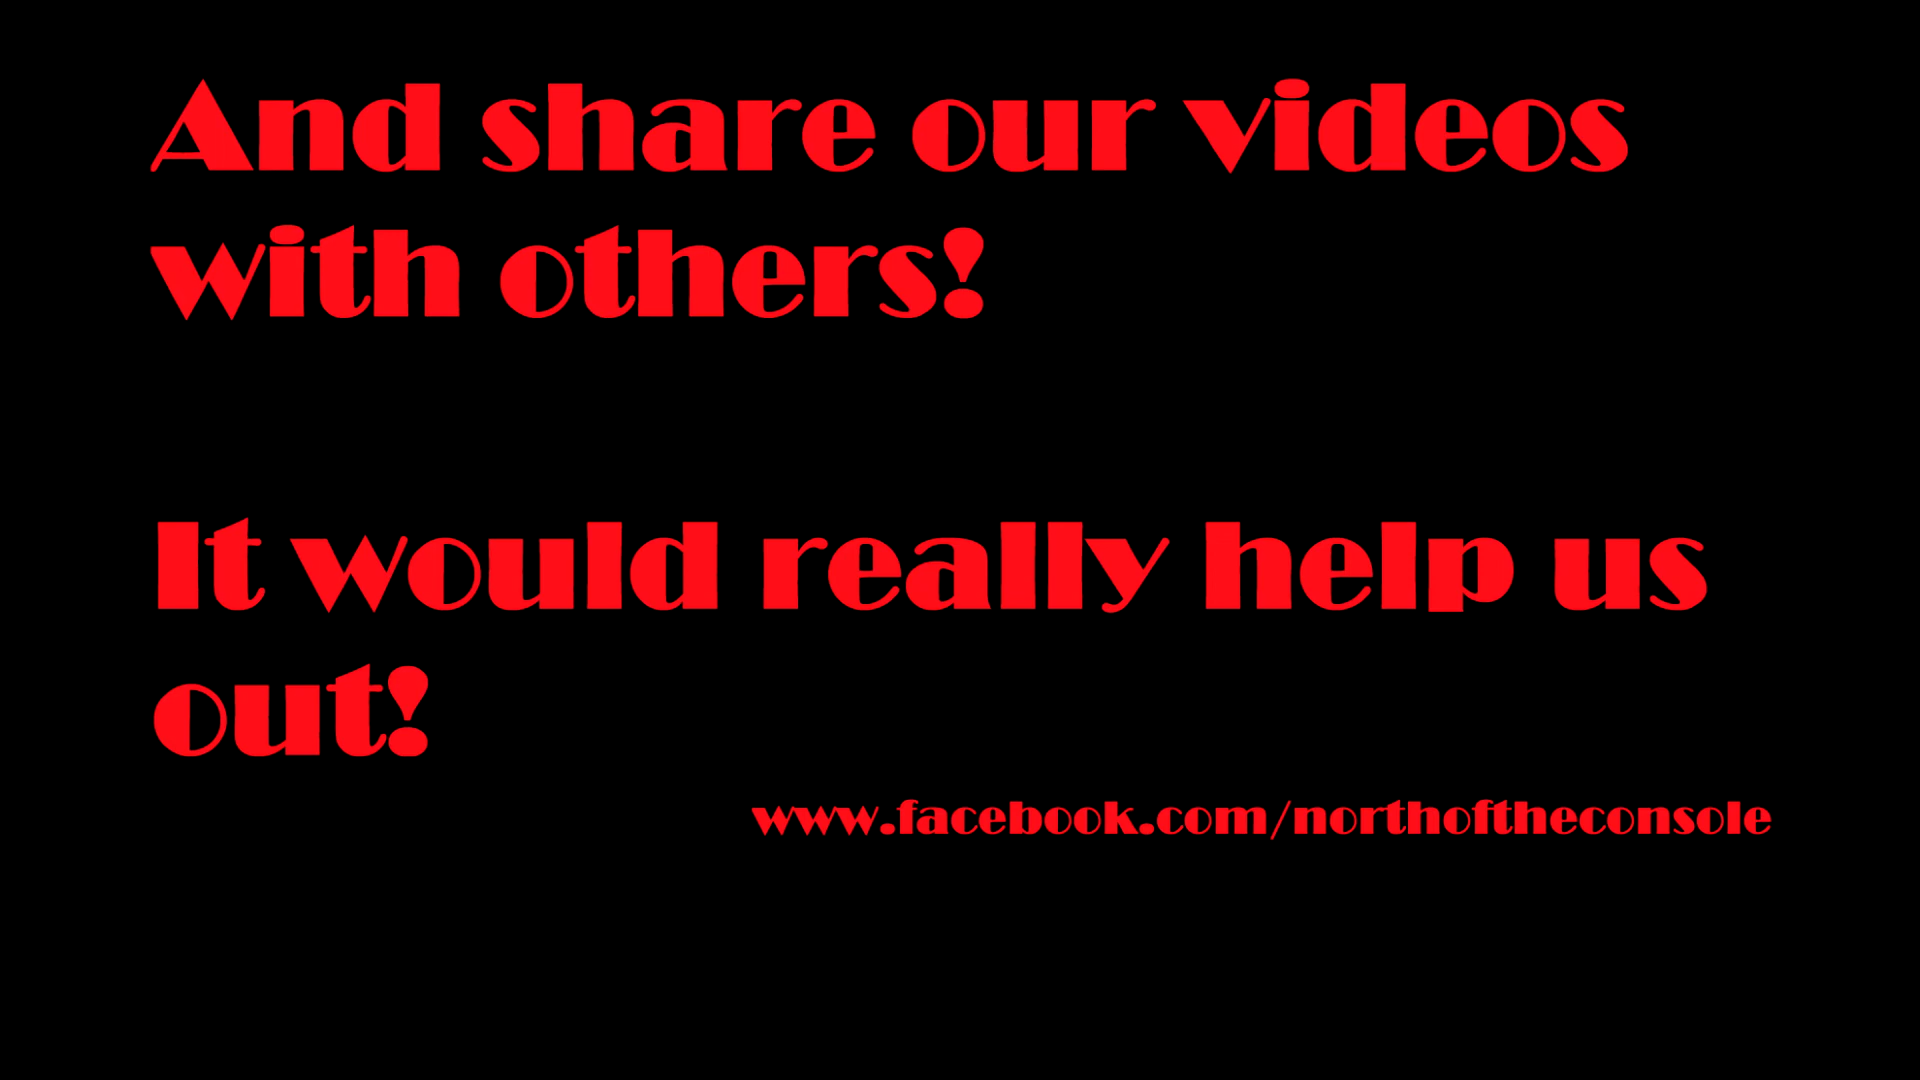 And share our videos
with others!
It would really help us
out!
www.facebook.com/northoftheconsole